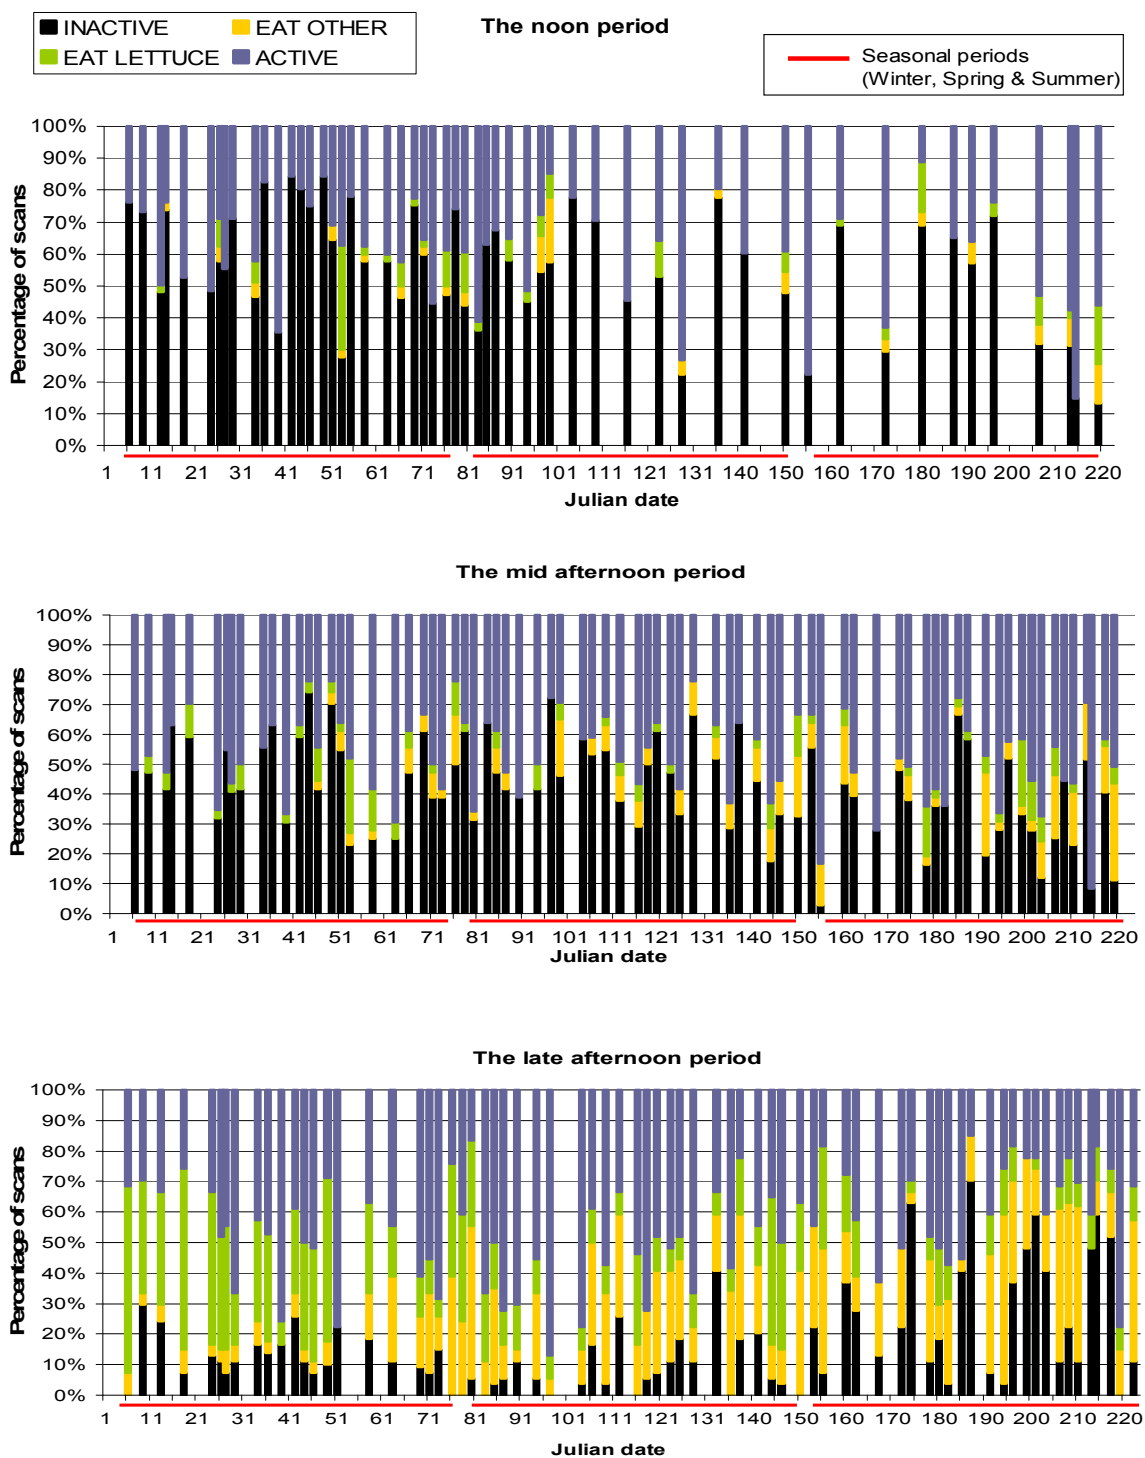 INACTIVE EAT OTHER
EAT LETTUCE ACTIVE
The noon period
Seasonal periods
(Winter, Spring & Summer)
Percentage of scans
100%
90%
80%
70%
60%
50%
40%
30%
20%
10%
0%
1 11 21 31 41 51 61 71 81 91 101 111 121 131 140 150 160 170 180 190 200 210 220
Julian date
The mid afternoon period
Percentage of scans
100%
90%
80%
70%
60%
50%
40%
30%
20%
10%
0%
1 11 21 31 41 51 61 71 81 91 101 111 121 131 140 150 160 170 180 190 200 210 220
Julian date
The late afternoon period
Percentage of scans
100%
90%
80%
70%
60%
50%
40%
30%
20%
10%
0%
1 11 21 31 41 51 61 71 81 91 101 111 121 131 140 150 160 170 180 190 200 210 220
Julian date